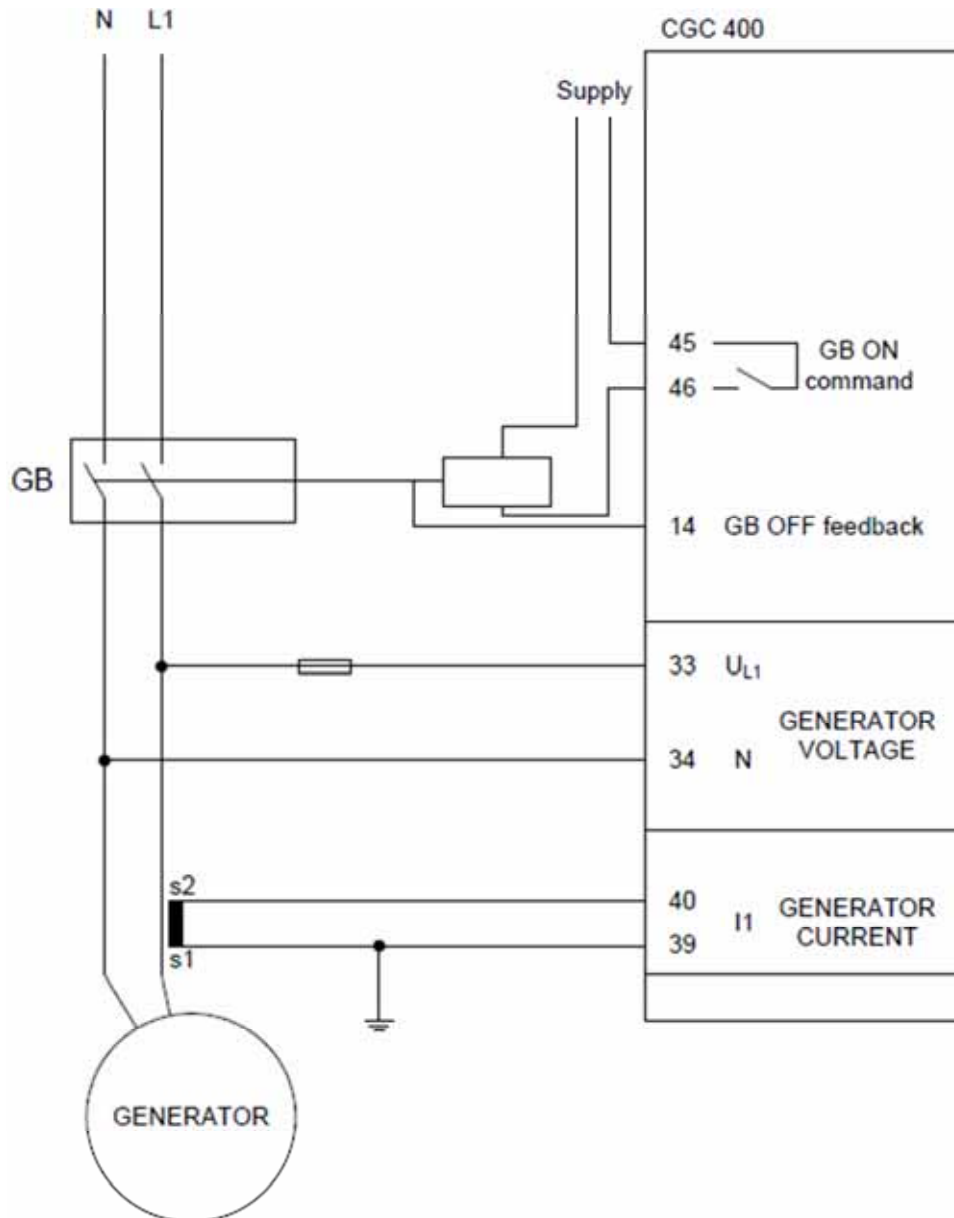 N L1
CGC 400
Supply
45
GB ON
command
46
GB
14 GB OFF feedback
33 UL1
GENERATOR
VOLTAGE
34 N
s2
40
I1 GENERATOR
CURRENT
39
s1
GENERATOR